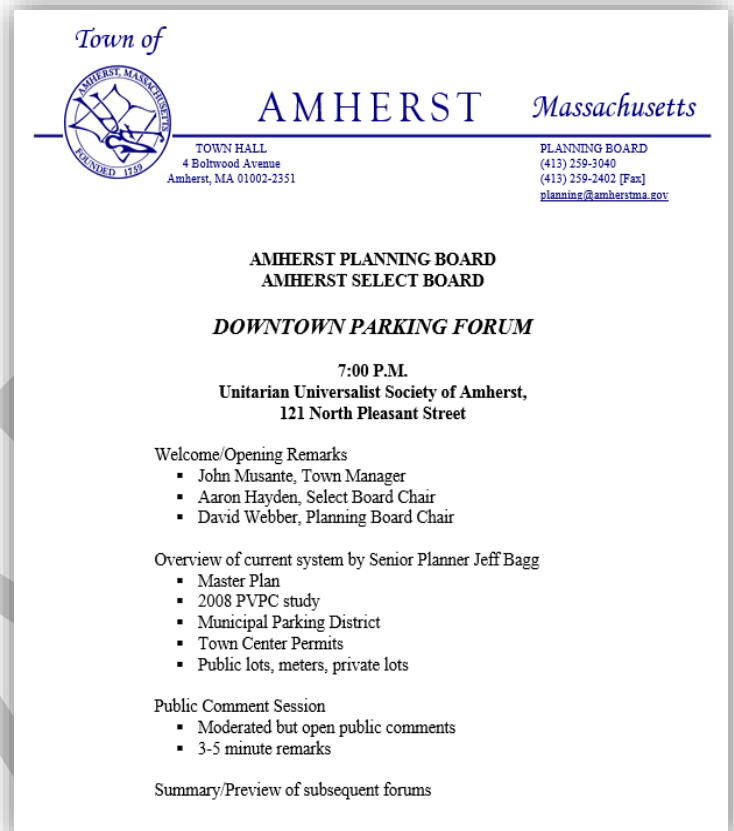 Town of
AMHERST Massachusetts
AMHERST, MASSACHUSETTS
FOUNDED 1759
TOWN HALL
4 Boltwood Avenue
Amherst, MA 01002-2351
PLANNING BOARD
(413) 259-3040
(413) 259-2402 [Fax]
planning@amherstma.gov
AMHERST PLANNING BOARD
AMHERST SELECT BOARD
DOWNTOWN PARKING FORUM
7:00 P.M.
Unitarian Universalist Society of Amherst,
121 North Pleasant Street
Welcome/Opening Remarks
▪ John Musante, Town Manager
▪ Aaron Hayden, Select Board Chair
▪ David Webber, Planning Board Chair
Overview of current system by Senior Planner Jeff Bagg
▪ Master Plan
▪ 2008 PVPC study
▪ Municipal Parking District
▪ Town Center Permits
▪ Public lots, meters, private lots
Public Comment Session
▪ Moderated but open public comments
▪ 3-5 minute remarks
Summary/Preview of subsequent forums